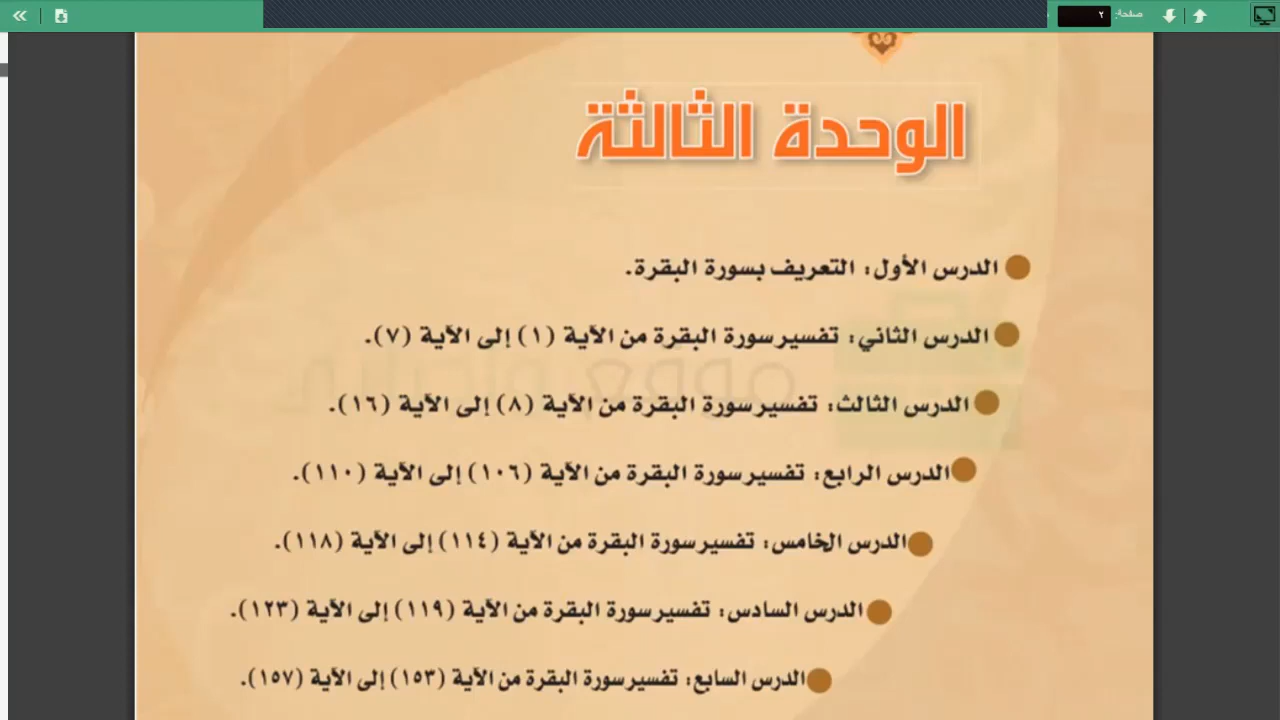 صفحة: ٢
الوحدة الثالثة
الدرس الأول: التعريف بسورة البقرة.
الدرس الثاني: تفسير سورة البقرة من الآية (١) إلى الآية (٧).
الدرس الثالث: تفسير سورة البقرة من الآية (٨) إلى الآية (١٦).
الدرس الرابع: تفسير سورة البقرة من الآية (١٠٦) إلى الآية (١١٠).
الدرس الخامس: تفسير سورة البقرة من الآية (١١٤) إلى الآية (١١٨).
الدرس السادس: تفسير سورة البقرة من الآية (١١٩) إلى الآية (١٢٣).
الدرس السابع: تفسير سورة البقرة من الآية (١٥٣) إلى الآية (١٥٧).